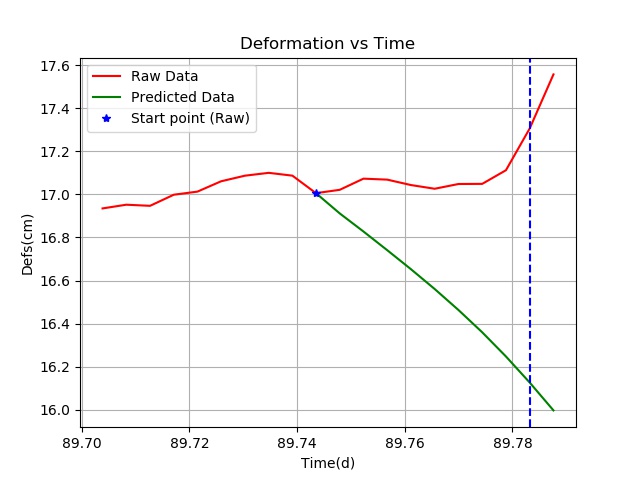 Deformation vs Time
Raw Data
Predicted Data
Start point (Raw)
17.6
17.4
17.2
17.0
16.8
16.6
16.4
16.2
16.0
Defs(cm)
89.70 89.72 89.74 89.76 89.78
Time(d)